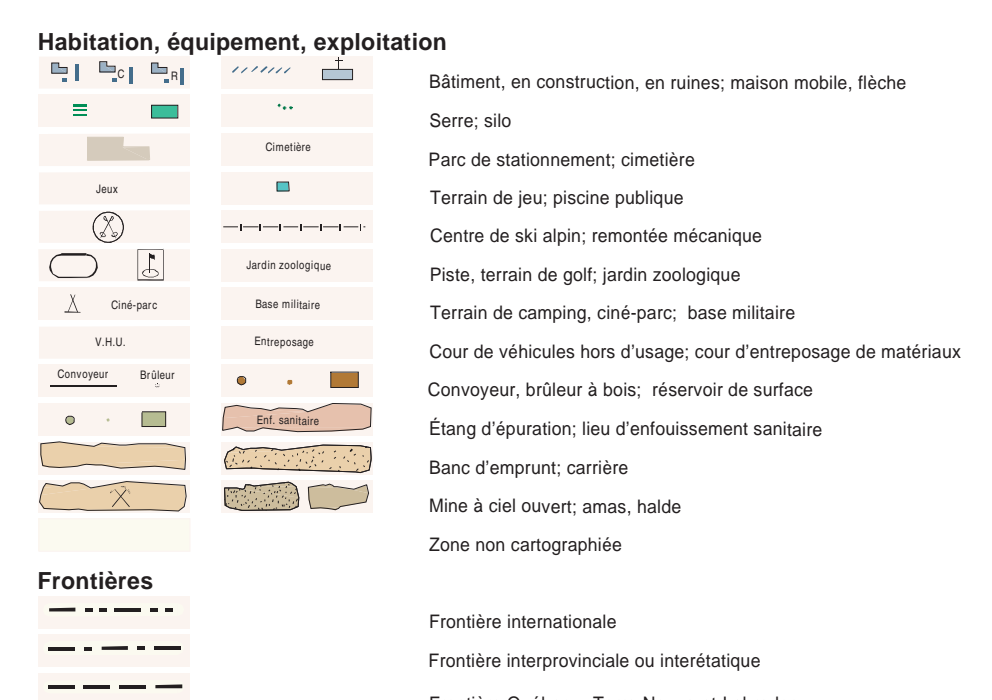 Habitation, équipement, exploitation
C R Bâtiment, en construction, en ruines; maison mobile, flèche
Serre; silo
Cimetière Parc de stationnement; cimetière
Jeux Terrain de jeu; piscine publique
Centre de ski alpin; remontée mécanique
Jardin zoologique Piste, terrain de golf; jardin zoologique
Ciné-parc Base militaire Terrain de camping, ciné-parc; base militaire
V.H.U. Entreposage Cour de véhicules hors d'usage; cour d'entreposage de matériaux
Convoyeur Brûleur Convoyeur, brûleur à bois; réservoir de surface
Enf. sanitaire Étang d'épuration; lieu d'enfouissement sanitaire
Banc d'emprunt; carrière
Mine à ciel ouvert; amas, halde
Zone non cartographiée
Frontières
Frontière internationale
Frontière interprovinciale ou interétatique